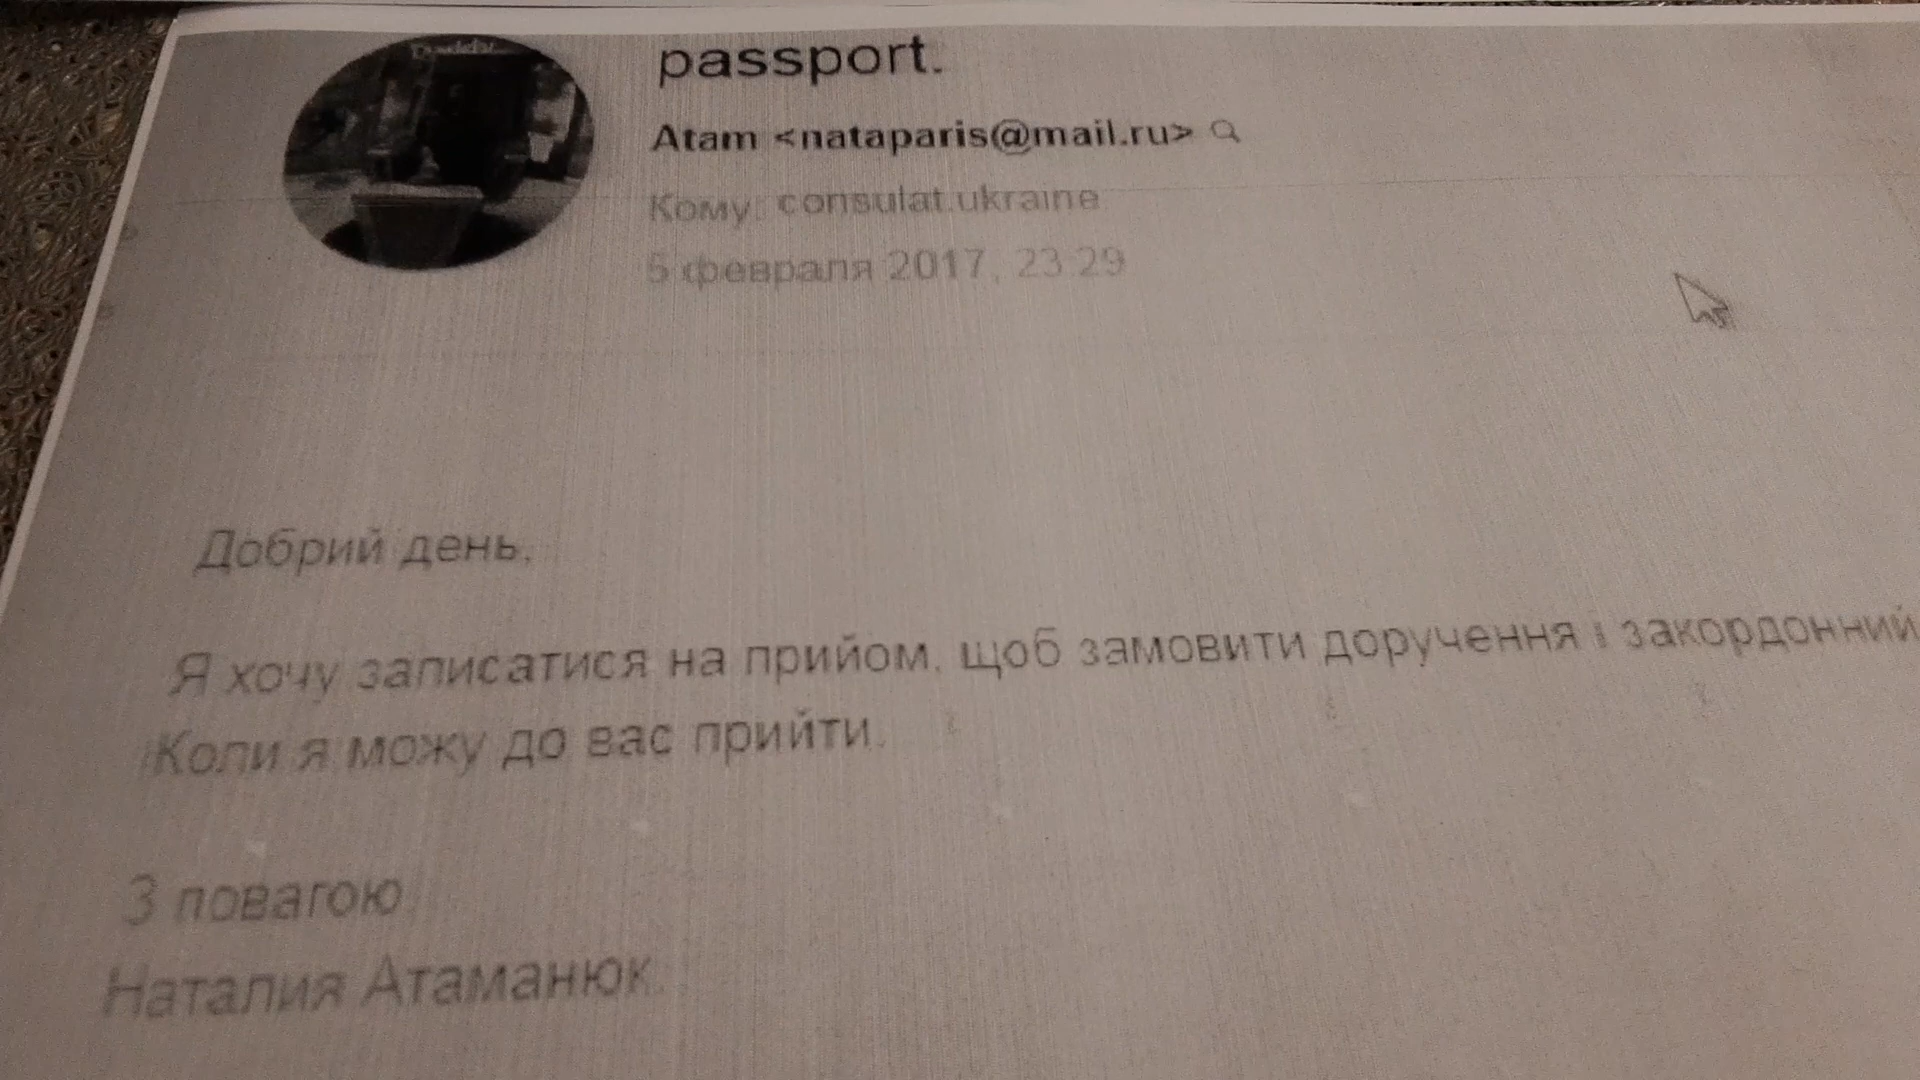 passport.
Atam <nataparis@mail.ru>
Кому: consulat.ukraine
5 февраля 2017, 23:29
Добрий день,
Я хочу записатися на прийом, щоб замовити доручення і закордонний
Коли я можу до вас прийти.
З повагою
Наталия Атаманюк.